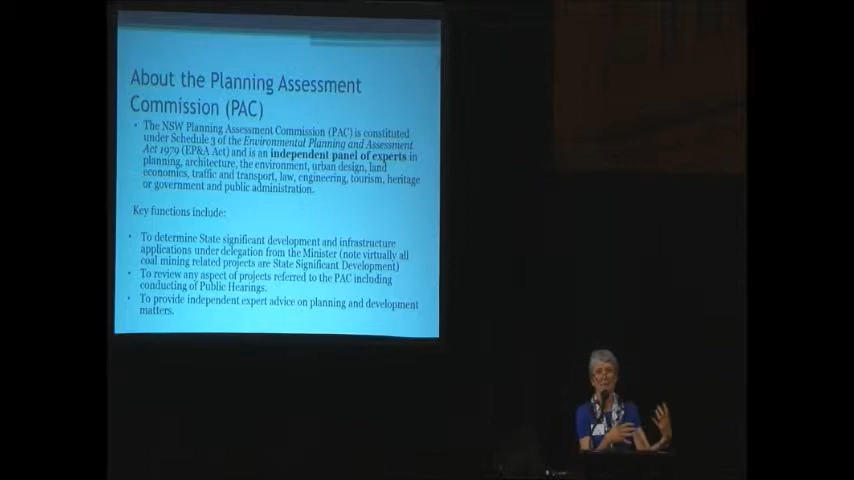 About the Planning Assessment
Commission (PAC)
• The NSW Planning Assessment Commission (PAC) is constituted
under Schedule 3 of the Environmental Planning and Assessment
Act 1979 (EP&A Act) and is an independent panel of experts in
planning, architecture, the environment, urban design, land
economics, traffic and transport, law, engineering, tourism, heritage
or government and public administration.
Key functions include:
• To determine State significant development and infrastructure
applications under delegation from the Minister (note virtually all
coal mining related projects are State Significant Development)
• To review any aspect of projects referred to the PAC including
conducting of Public Hearings.
• To provide independent expert advice on planning and development
matters.